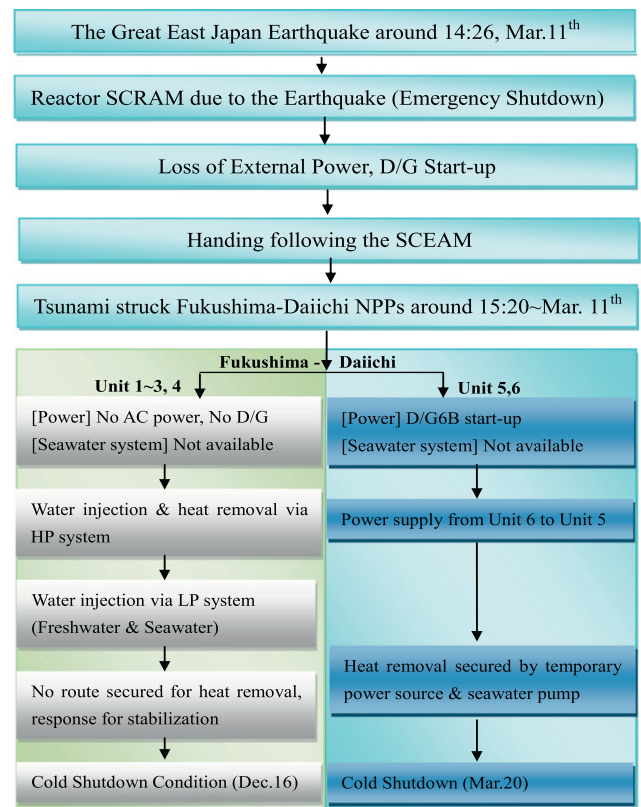 The Great East Japan Earthquake around 14:26, Mar.11th
Reactor SCRAM due to the Earthquake (Emergency Shutdown)
Loss of External Power, D/G Start-up
Handing following the SCEAM
Tsunami struck Fukushima-Daiichi NPPs around 15:20~Mar. 11th
Fukushima - Daiichi
Unit 1~3, 4
[Power] No AC power, No D/G
[Seawater system] Not available
Water injection & heat removal via
HP system
Water injection via LP system
(Freshwater & Seawater)
No route secured for heat removal,
response for stabilization
Cold Shutdown Condition (Dec.16)
Unit 5,6
[Power] D/G6B start-up
[Seawater system] Not available
Power supply from Unit 6 to Unit 5
Heat removal secured by temporary
power source & seawater pump
Cold Shutdown (Mar.20)